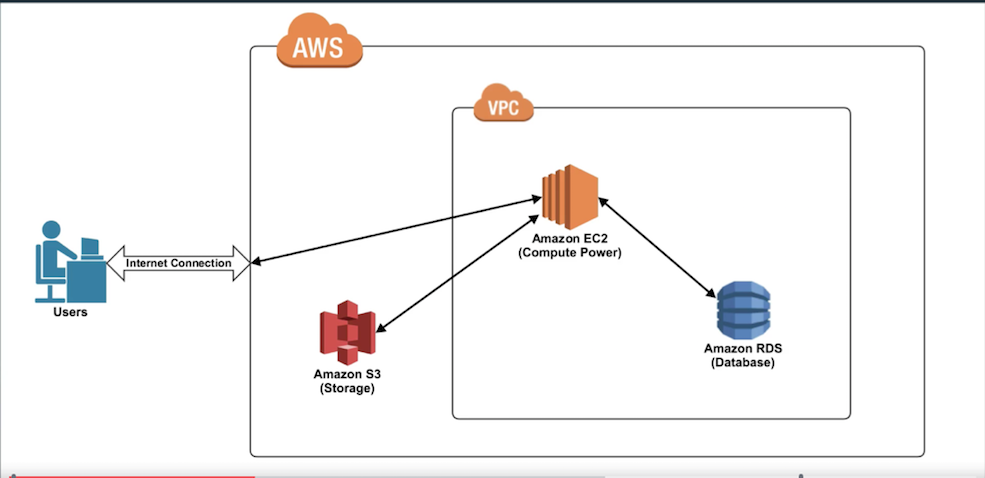 AWS
VPC
Amazon EC2
(Compute Power)
Internet Connection
Users
Amazon S3
(Storage)
Amazon RDS
(Database)